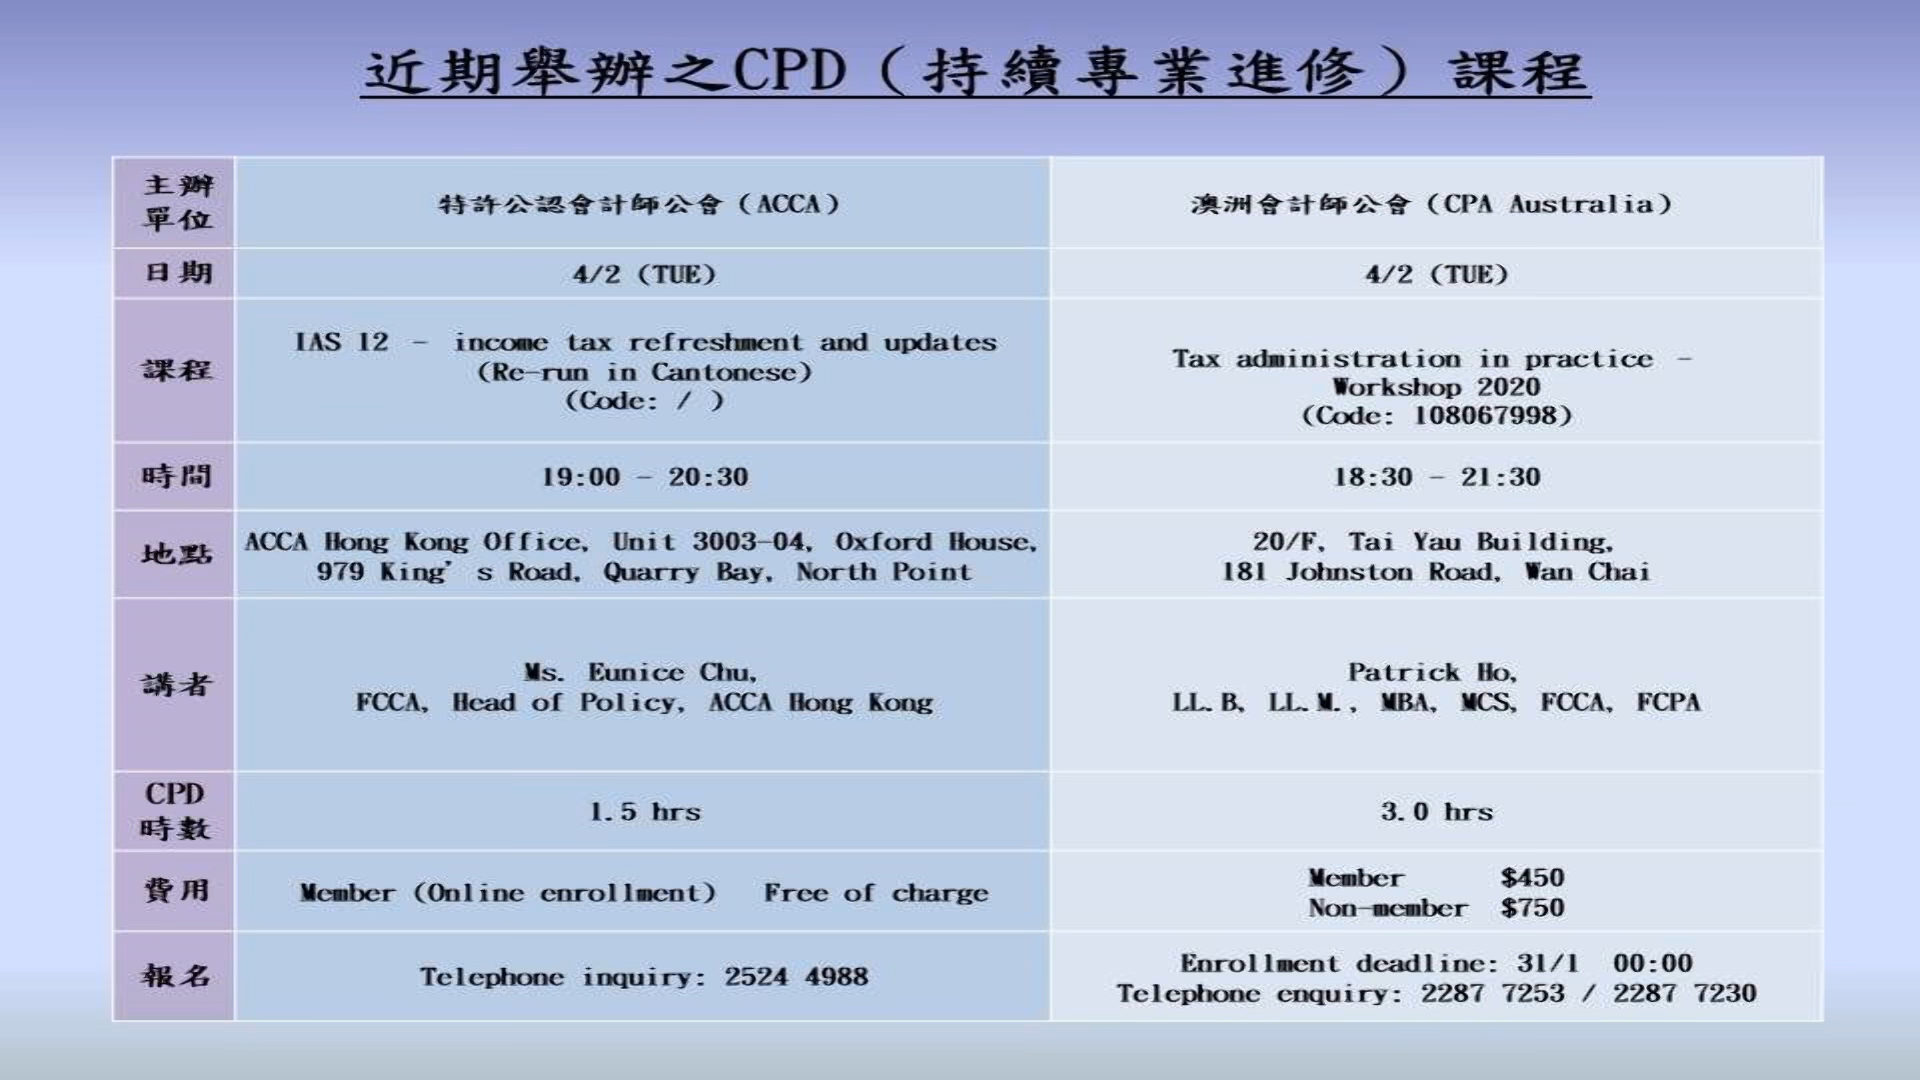 近期舉辦之CPD（持續專業進修）課程
主辦
單位
特許公認會計師公會（ACCA）
澳洲會計師公會（CPA Australia）
日期
4/2 (TUE)
4/2 (TUE)
課程
IAS 12 – income tax refreshment and updates
(Re-run in Cantonese)
(Code: / )
Tax administration in practice –
Workshop 2020
(Code: 108067998)
時間
19:00 – 20:30
18:30 – 21:30
地點
ACCA Hong Kong Office, Unit 3003-04, Oxford House,
979 King’s Road, Quarry Bay, North Point
20/F, Tai Yau Building,
181 Johnston Road, Wan Chai
講者
Ms. Eunice Chu,
FCCA, Head of Policy, ACCA Hong Kong
Patrick Ho,
LL.B, LL.M., MBA, MCS, FCCA, FCPA
CPD
時數
1.5 hrs
3.0 hrs
費用
Member (Online enrollment) Free of charge
Member $450
Non-member $750
報名
Telephone inquiry: 2524 4988
Enrollment deadline: 31/1 00:00
Telephone enquiry: 2287 7253 / 2287 7230